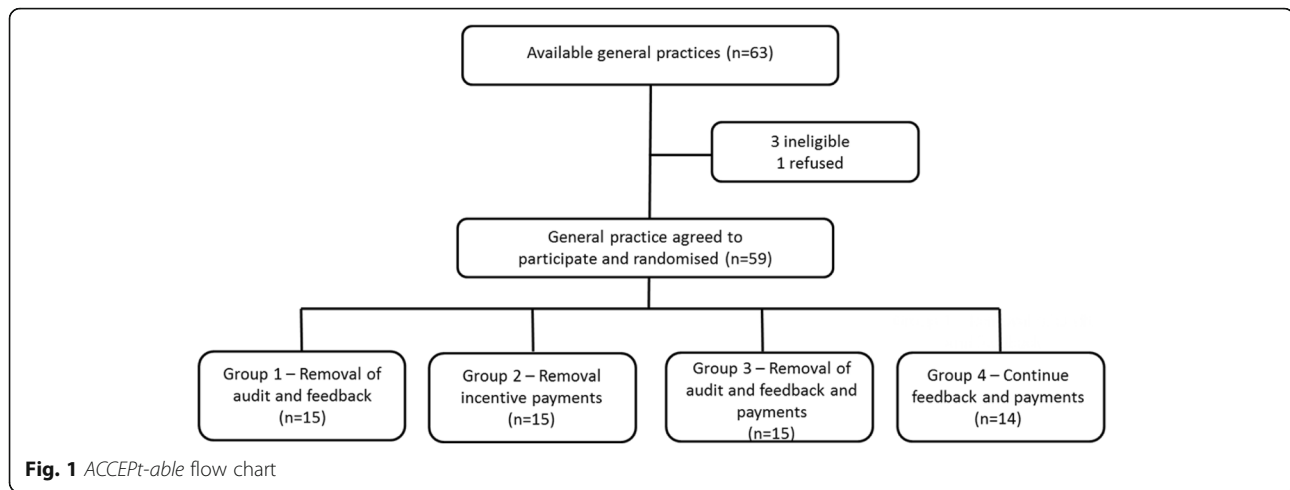 Available general practices (n=63)
3 ineligible
1 refused
General practice agreed to
participate and randomised (n=59)
Group 1 – Removal of
audit and feedback
(n=15)
Group 2 – Removal
incentive payments
(n=15)
Group 3 – Removal of
audit and feedback and
payments
(n=15)
Group 4 – Continue
feedback and payments
(n=14)
Fig. 1 ACCEPt-able flow chart